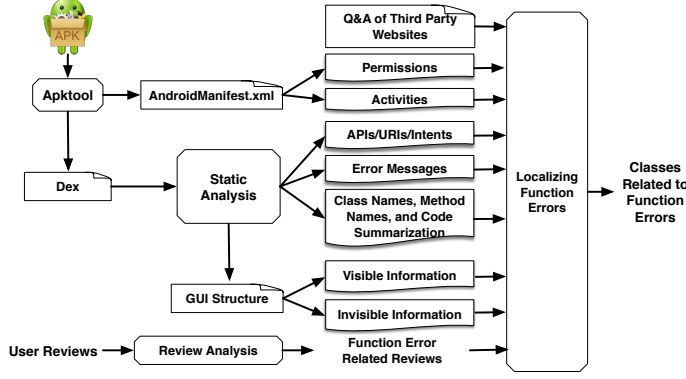 APK
Q&A of Third Party
Websites
Permissions
Apktool
AndroidManifest.xml
Activities
APIs/URIs/Intents
Error Messages
Dex
Static
Analysis
Class Names, Method
Names, and Code
Summarization
Localizing
Function
Errors
Classes
Related to
Function
Errors
Visible Information
GUI Structure
Invisible Information
User Reviews
Review Analysis
Function Error
Related Reviews